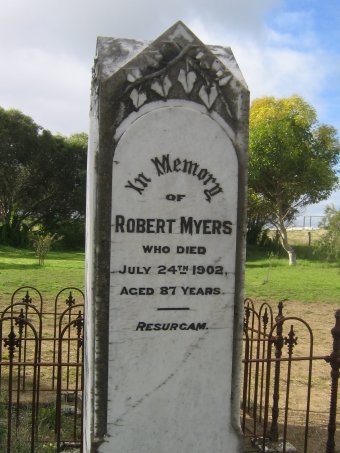 In Memory
OF
ROBERT MYERS
WHO DIED
JULY 24TH 1902,
AGED 87 YEARS.
RESURGAM.